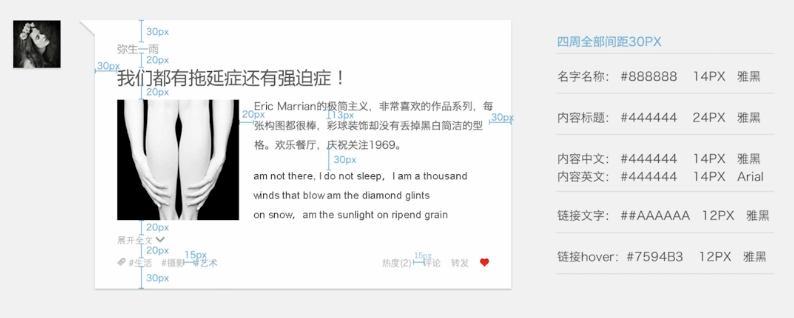 30px
弥生一雨
20px
30px
我们都有拖延症还有强迫症！
20px
Eric Marrian的极简主义，非常喜欢的作品系列，每
20px
13px
30px
张构图都很棒，彩球装饰却没有丢掉黑白简洁的型
格。欢乐餐厅，庆祝关注1969。
30px
am not there, I do not sleep，I am a thousand
winds that blow am the diamond glints
on snow，am the sunlight on ripend grain
20px
展开全文
20px
15px
15px
#生活 #摄影 #艺术
热度(2) 评论 转发
30px
四周全部间距30PX
名字名称： #888888 14PX 雅黑
内容标题： #444444 24PX 雅黑
内容中文： #444444 14PX 雅黑
内容英文： #444444 14PX Arial
链接文字： ##AAAAAA 12PX 雅黑
链接hover：#7594B3 12PX 雅黑